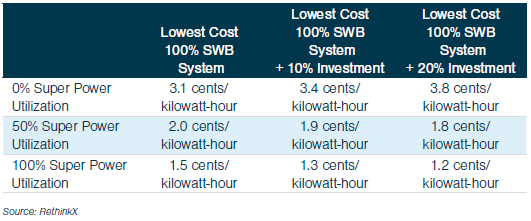 Lowest Cost
100% SWB
System
Lowest Cost
100% SWB
System
+ 10% Investment
Lowest Cost
100% SWB
System
+ 20% Investment
0% Super Power
Utilization
3.1 cents/
kilowatt-hour
3.4 cents/
kilowatt-hour
3.8 cents/
kilowatt-hour
50% Super Power
Utilization
2.0 cents/
kilowatt-hour
1.9 cents/
kilowatt-hour
1.8 cents/
kilowatt-hour
100% Super Power
Utilization
1.5 cents/
kilowatt-hour
1.3 cents/
kilowatt-hour
1.2 cents/
kilowatt-hour
Source: RethinkX